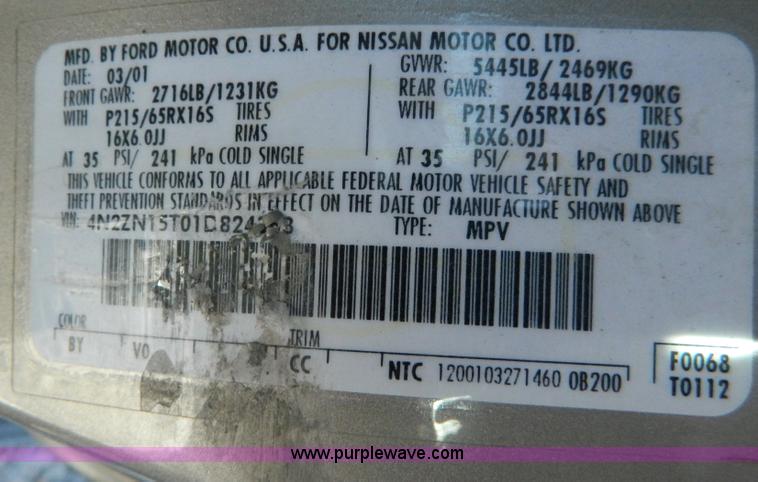 MFD. BY FORD MOTOR CO. U.S.A. FOR NISSAN MOTOR CO. LTD.
DATE: 03/01 GVWR: 5445LB/ 2469KG
FRONT GAWR: 2716LB/1231KG REAR GAWR: 2844LB/1290KG
WITH P215/65RX16S TIRES WITH P215/65RX16S TIRES
16X6.0JJ RIMS 16X6.0JJ RIMS
AT 35 PSI/ 241 kPa COLD SINGLE AT 35 PSI/ 241 kPa COLD SINGLE
THIS VEHICLE CONFORMS TO ALL APPLICABLE FEDERAL MOTOR VEHICLE SAFETY AND
THEFT PREVENTION STANDARDS IN EFFECT ON THE DATE OF MANUFACTURE SHOWN ABOVE
VIN: TYPE: MPV
COLOR TRIM
BY VO CC NTC 1200103271460 0B200 F0068
T0112
www.purplewave.com